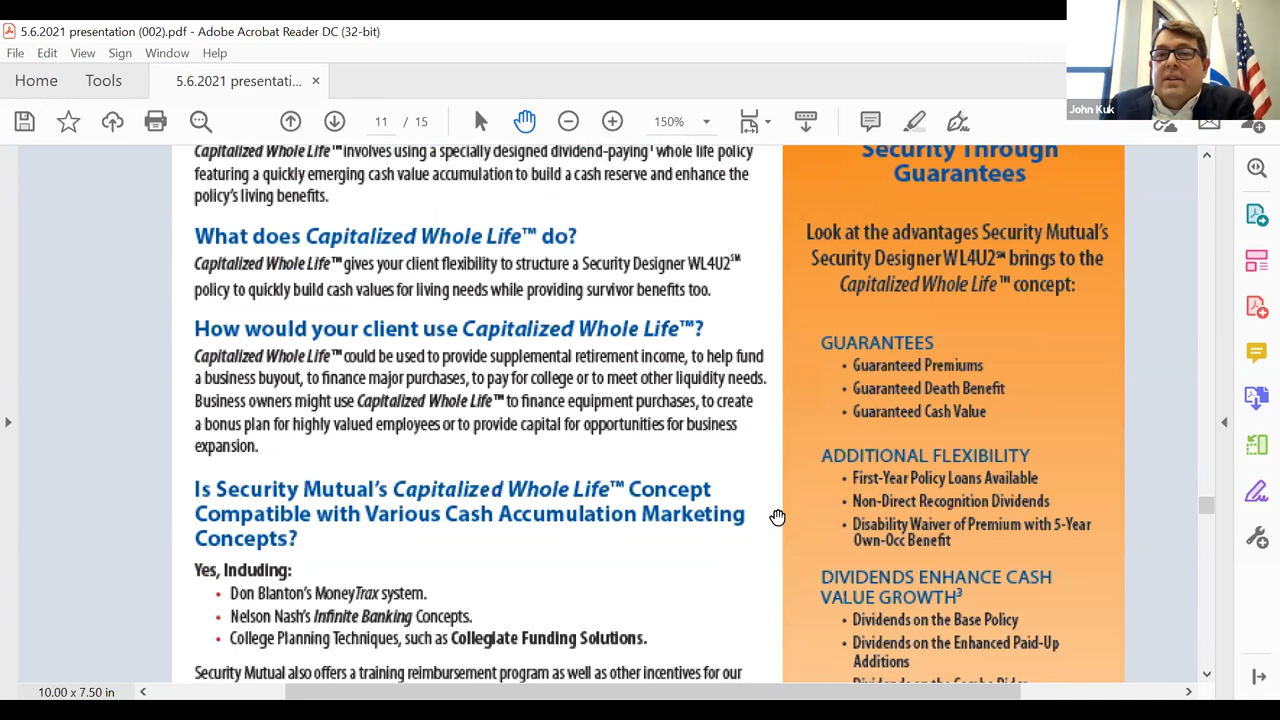 5.6.2021 presentation (002).pdf - Adobe Acrobat Reader DC (32-bit)
File Edit View Sign Window Help
Home Tools 5.6.2021 presentati... ×
11 / 15 150%
John Kuk
Capitalized Whole Life™ involves using a specially designed dividend-paying¹ whole life policy
featuring a quickly emerging cash value accumulation to build a cash reserve and enhance the
policy's living benefits.
What does Capitalized Whole Life™ do?
Capitalized Whole Life™ gives your client flexibility to structure a Security Designer WL4U2℠
policy to quickly build cash values for living needs while providing survivor benefits too.
How would your client use Capitalized Whole Life™?
Capitalized Whole Life™ could be used to provide supplemental retirement income, to help fund
a business buyout, to finance major purchases, to pay for college or to meet other liquidity needs.
Business owners might use Capitalized Whole Life™ to finance equipment purchases, to create
a bonus plan for highly valued employees or to provide capital for opportunities for business
expansion.
Is Security Mutual's Capitalized Whole Life™ Concept
Compatible with Various Cash Accumulation Marketing
Concepts?
Yes, Including:
• Don Blanton's MoneyTrax system.
• Nelson Nash's Infinite Banking Concepts.
• College Planning Techniques, such as Collegiate Funding Solutions.
Security Mutual also offers a training reimbursement program as well as other incentives for our
Security Through
Guarantees
Look at the advantages Security Mutual's
Security Designer WL4U2℠ brings to the
Capitalized Whole Life™ concept:
GUARANTEES
• Guaranteed Premiums
• Guaranteed Death Benefit
• Guaranteed Cash Value
ADDITIONAL FLEXIBILITY
• First-Year Policy Loans Available
• Non-Direct Recognition Dividends
• Disability Waiver of Premium with 5-Year
Own-Occ Benefit
DIVIDENDS ENHANCE CASH
VALUE GROWTH³
• Dividends on the Base Policy
• Dividends on the Enhanced Paid-Up
Additions
10.00 x 7.50 in